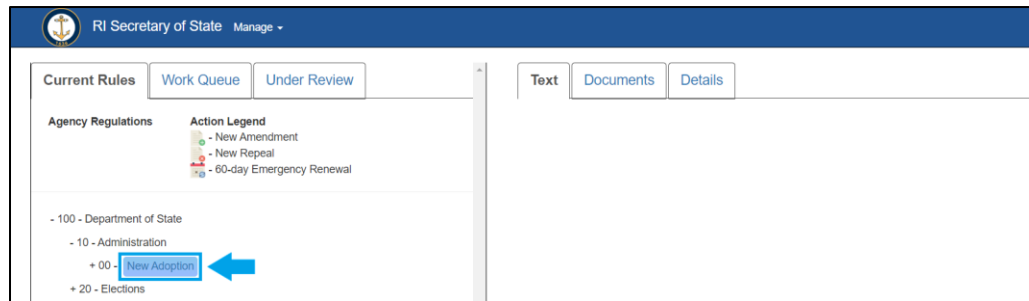 RI Secretary of State Manage
Current Rules Work Queue Under Review
Text Documents Details
Agency Regulations
Action Legend
- New Amendment
- New Repeal
- 60-day Emergency Renewal
- 100 - Department of State
- 10 - Administration
+ 00 - New Adoption
+ 20 - Elections